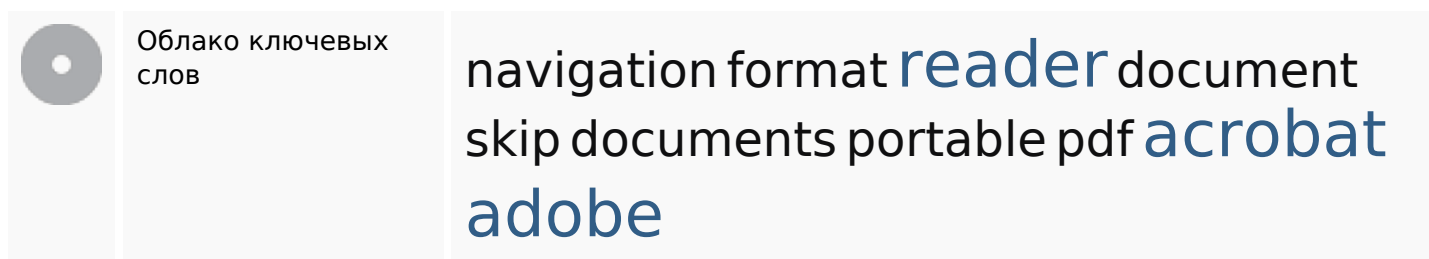 Облако ключевых
слов
navigation format reader document
skip documents portable pdf acrobat
adobe